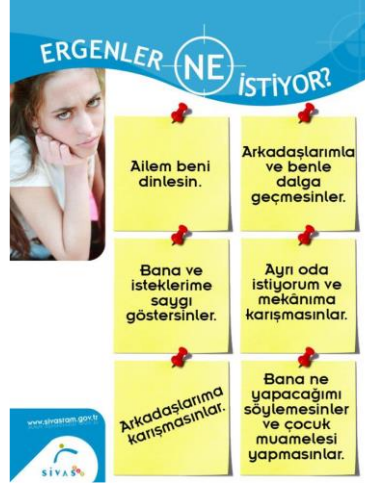 ERGENLER NE
İSTİYOR?
Ailem beni
dinlesin.
Arkadaşlarımla
ve benle
dalga
geçmesinler.
Bana ve
isteklerime
saygı
göstersinler.
Ayrı oda
istiyorum ve
mekânıma
karışmasınlar.
Arkadaşlarıma
karışmasınlar.
Bana ne
yapacağımı
söylemesinler
ve çocuk
muamelesi
yapmasınlar.
www.sivasram.gov.tr
SİVAS